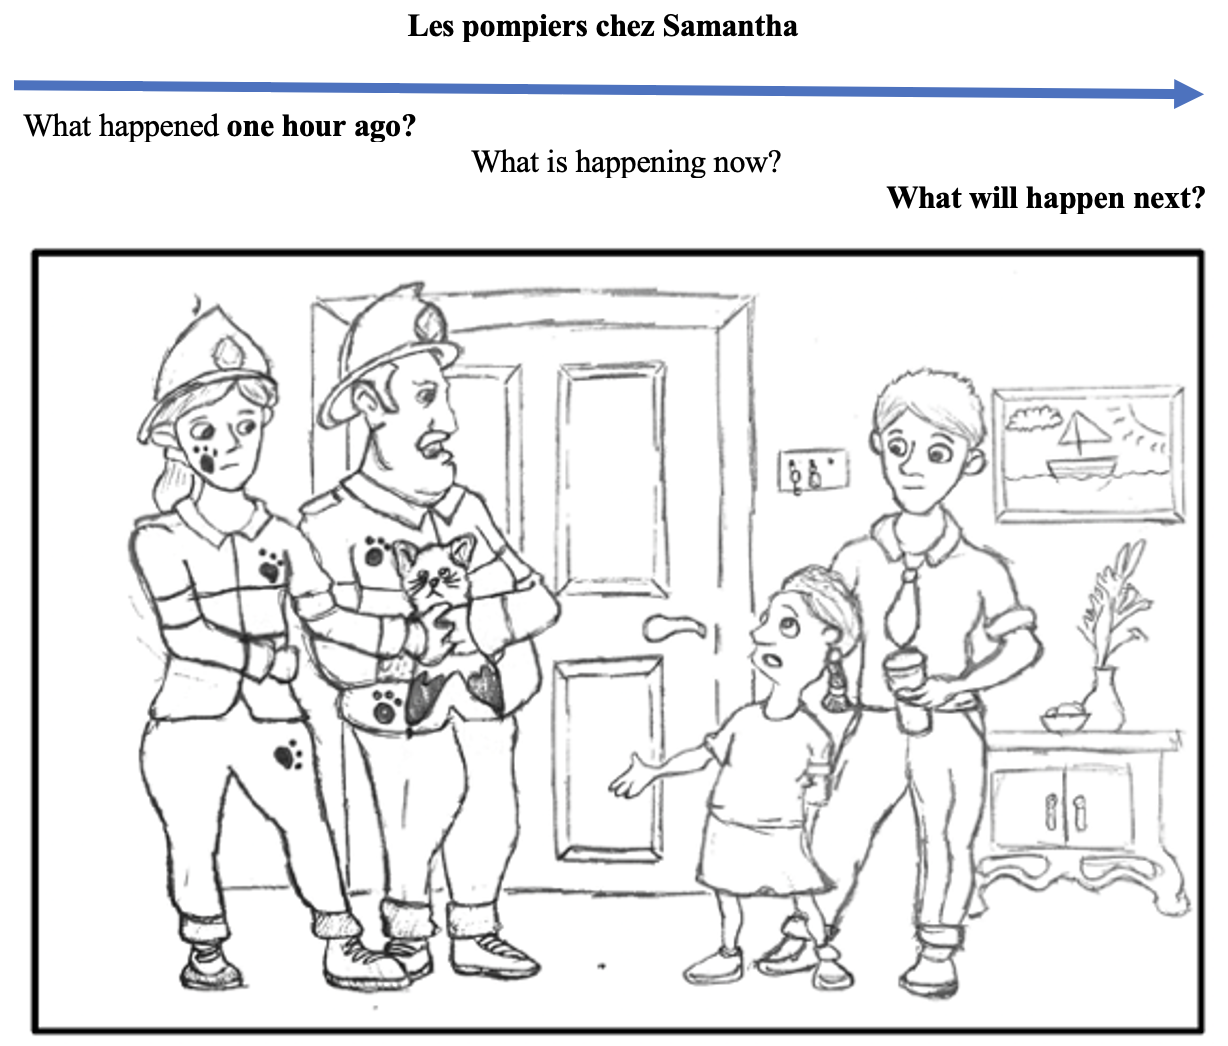 Les pompiers chez Samantha
What happened one hour ago?
What is happening now?
What will happen next?